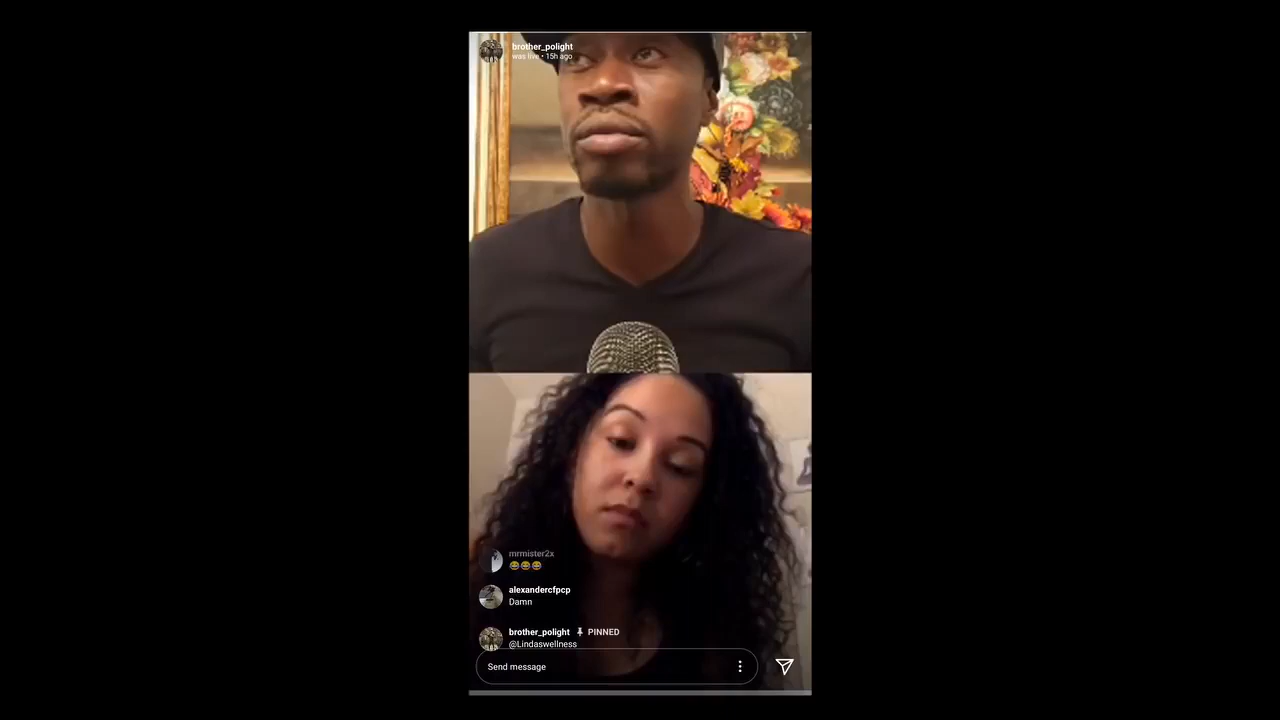 brother_polight
was live • 15h ago
mrmister2x
😂😂😂
alexandercfpcp
Damn
brother_polight PINNED
@Lindaswellness
Send message